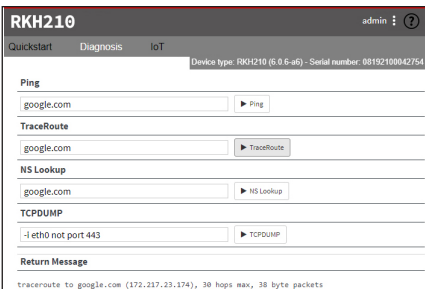 RKH210
admin
?
Quickstart Diagnosis IoT
Device type: RKH210 (6.0.6-a6) - Serial number: 08192100042754
Ping
google.com
Ping
TraceRoute
google.com
TraceRoute
NS Lookup
google.com
NS Lookup
TCPDUMP
-i eth0 not port 443
TCPDUMP
Return Message
traceroute to google.com (172.217.23.174), 30 hops max, 38 byte packets